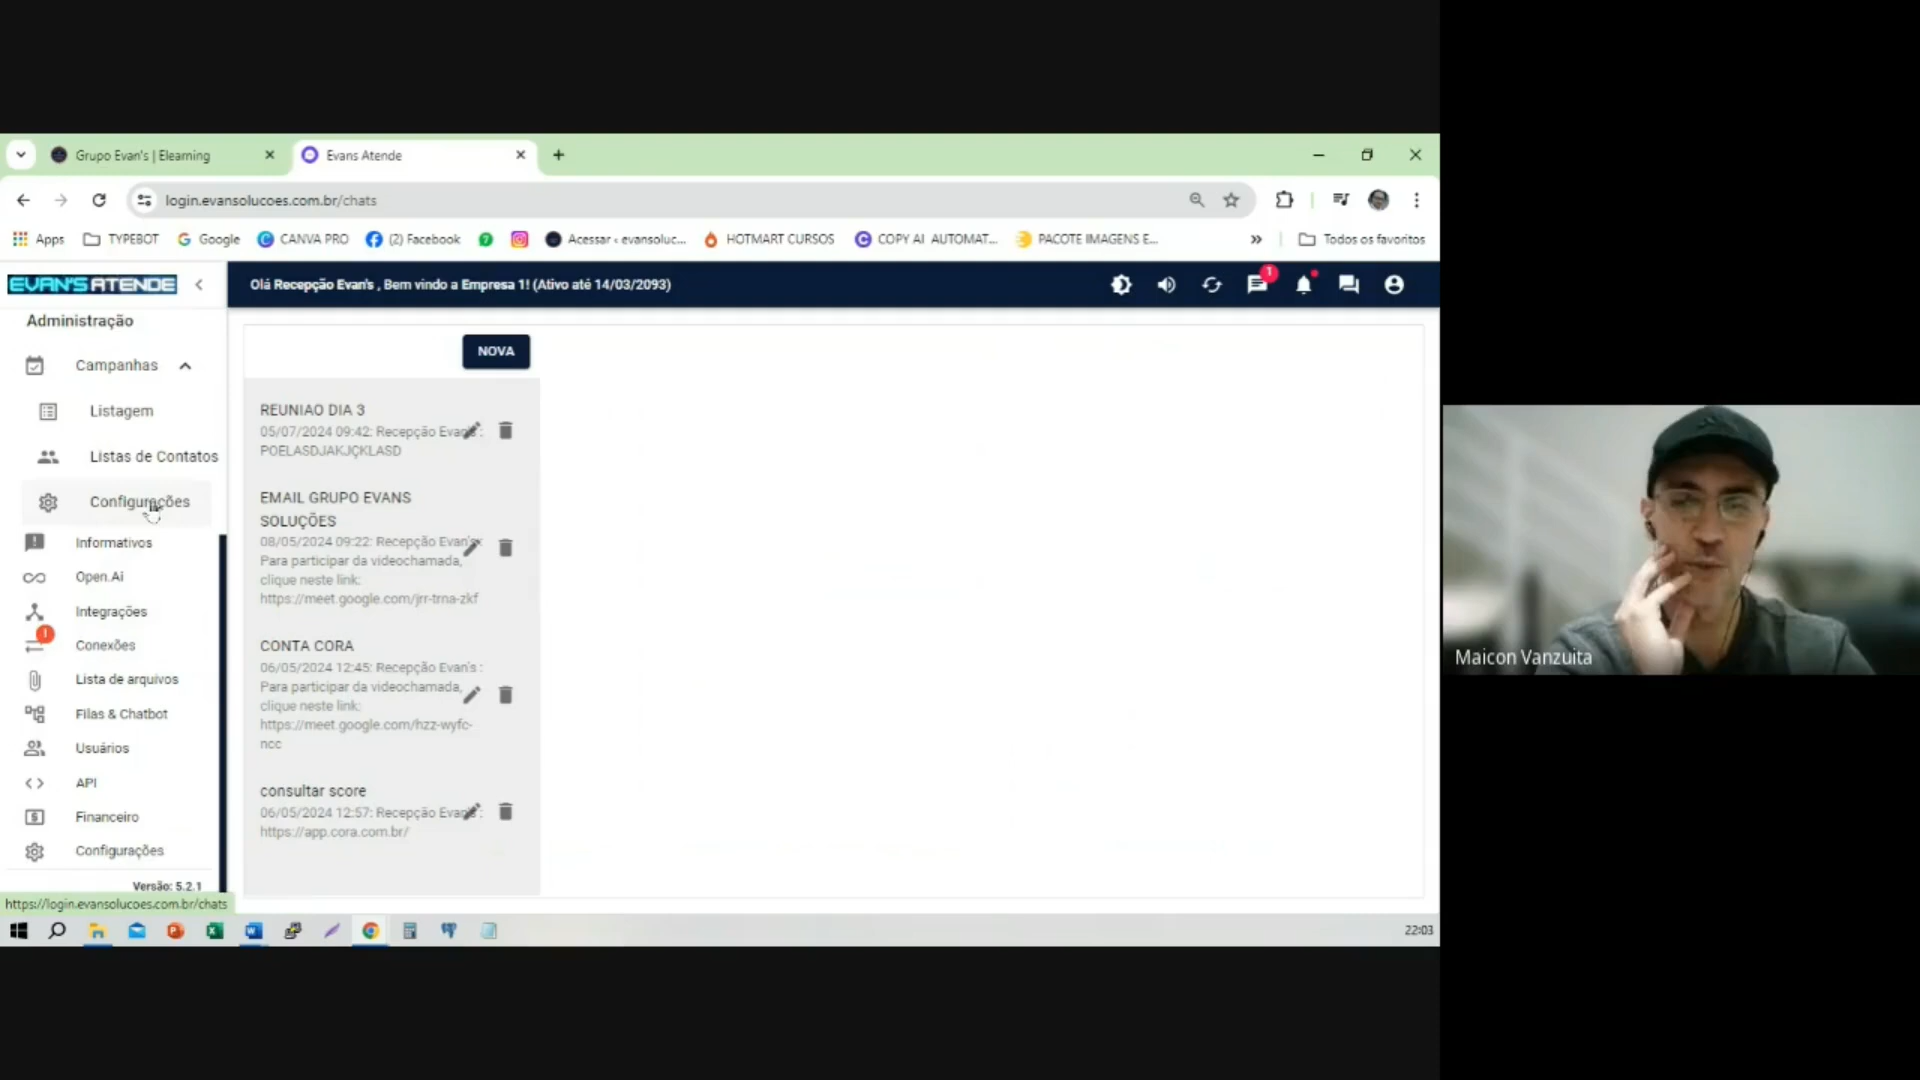 Grupo Evan's | Elearning
Evans Atende
login.evansolucoes.com.br/chats
Apps
TYPEBOT
Google
CANVA PRO
(2) Facebook
Acessar ‹ evansoluc...
HOTMART CURSOS
COPY AI AUTOMAT...
PACOTE IMAGENS E...
Todos os favoritos
EVAN'S ATENDE
Olá Recepção Evan's , Bem vindo a Empresa 1! (Ativo até 14/03/2093)
1
Administração
Campanhas
Listagem
Listas de Contatos
Configurações
Informativos
Open.Ai
Integrações
!
Conexões
Lista de arquivos
Filas & Chatbot
Usuários
API
Financeiro
Configurações
Versão: 5.2.1
https://login.evansolucoes.com.br/chats
NOVA
REUNIAO DIA 3
05/07/2024 09:42: Recepção Evan's :
POELASDJAKJÇKLASD
EMAIL GRUPO EVANS
SOLUÇÕES
08/05/2024 09:22: Recepção Evan's :
Para participar da videochamada,
clique neste link:
https://meet.google.com/jrr-trna-zkf
CONTA CORA
06/05/2024 12:45: Recepção Evan's :
Para participar da videochamada,
clique neste link:
https://meet.google.com/hzz-wyfc-
ncc
consultar score
06/05/2024 12:57: Recepção Evan's :
https://app.cora.com.br/
22:03
Maicon Vanzuita